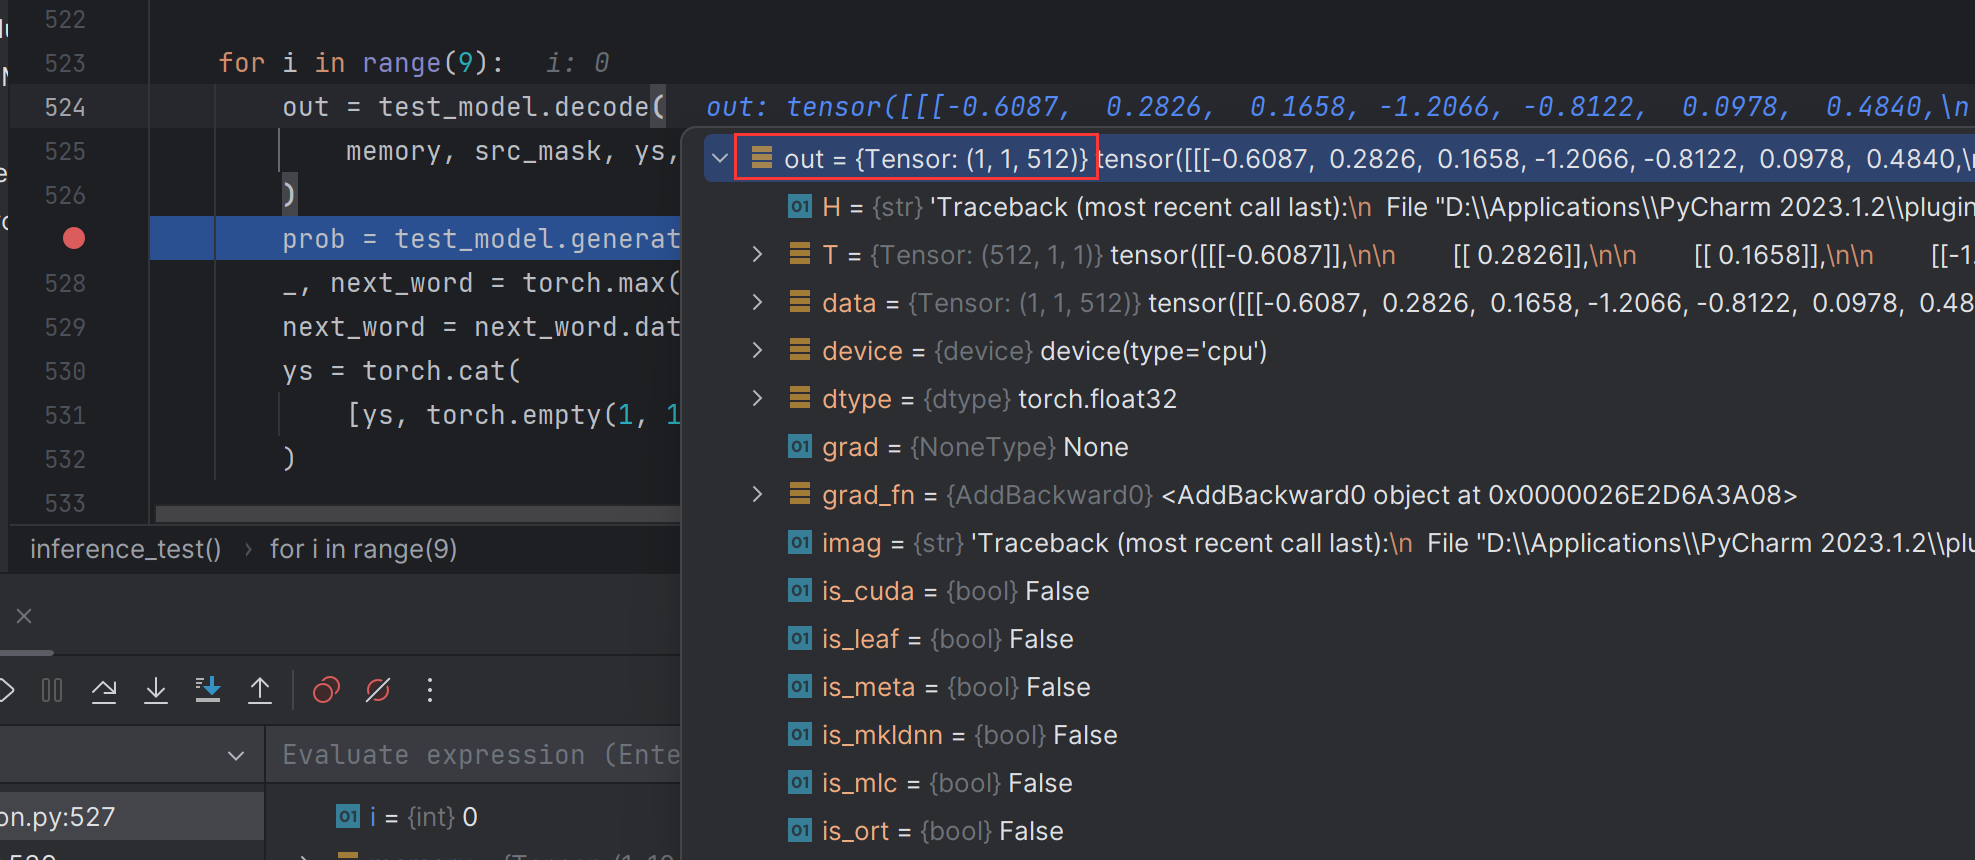 522
523 for i in range(9): i: 0
524 out = test_model.decode( out: tensor([[[-0.6087, 0.2826, 0.1658, -1.2066, -0.8122, 0.0978, 0.4840,\n
525 memory, src_mask, ys,
526 )
prob = test_model.generat
528 _, next_word = torch.max(
529 next_word = next_word.dat
530 ys = torch.cat(
531 [ys, torch.empty(1, 1
532 )
533
out = {Tensor: (1, 1, 512)} tensor([[[-0.6087, 0.2826, 0.1658, -1.2066, -0.8122, 0.0978, 0.4840,\n
01 H = {str} 'Traceback (most recent call last):\n File "D:\\Applications\\PyCharm 2023.1.2\\plugin
T = {Tensor: (512, 1, 1)} tensor([[[-0.6087]],\n\n [[ 0.2826]],\n\n [[ 0.1658]],\n\n [[-1.
data = {Tensor: (1, 1, 512)} tensor([[[-0.6087, 0.2826, 0.1658, -1.2066, -0.8122, 0.0978, 0.48
device = {device} device(type='cpu')
dtype = {dtype} torch.float32
01 grad = {NoneType} None
grad_fn = {AddBackward0} <AddBackward0 object at 0x0000026E2D6A3A08>
01 imag = {str} 'Traceback (most recent call last):\n File "D:\\Applications\\PyCharm 2023.1.2\\plu
01 is_cuda = {bool} False
01 is_leaf = {bool} False
01 is_meta = {bool} False
01 is_mkldnn = {bool} False
01 is_mlc = {bool} False
01 is_ort = {bool} False
inference_test() › for i in range(9)
Evaluate expression (Ente
on.py:527
01 i = {int} 0